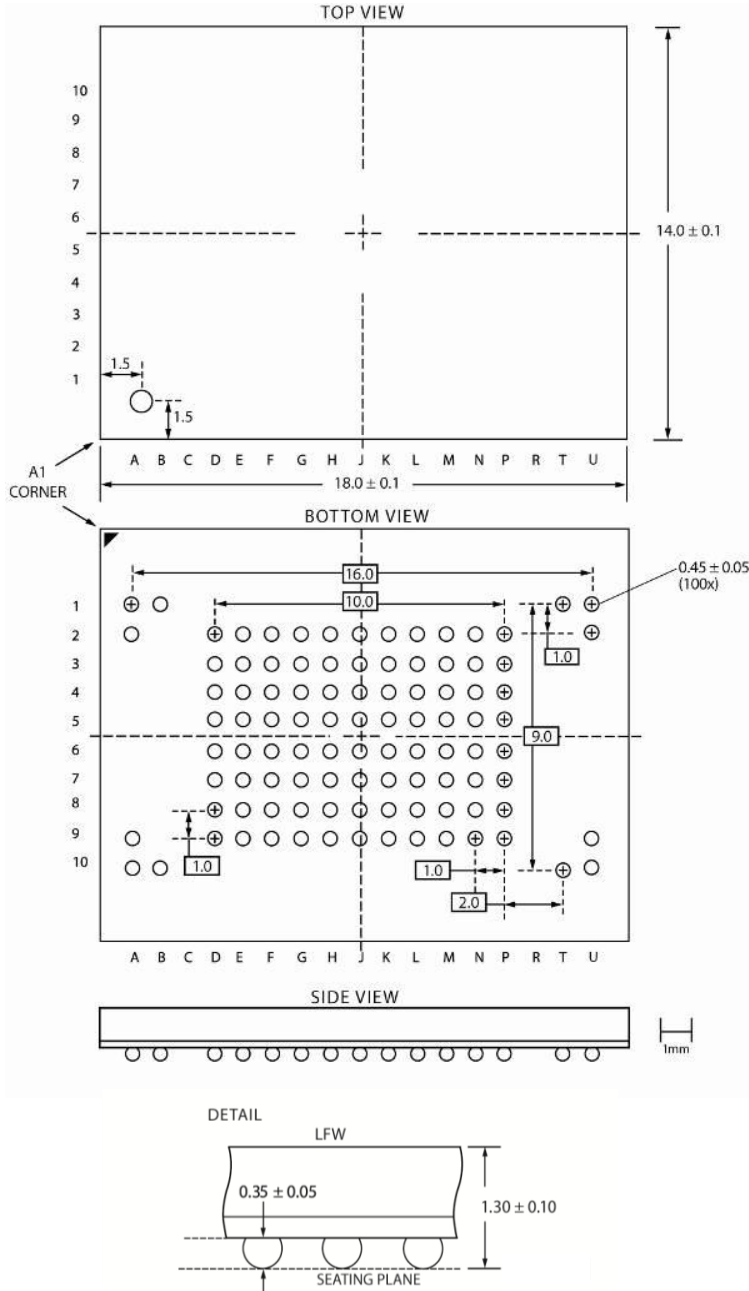 TOP VIEW
10
9
8
7
6
5
4
3
2
1
14.0 ± 0.1
1.5
1.5
A B C D E F G H J K L M N P R T U
18.0 ± 0.1
A1
CORNER
BOTTOM VIEW
16.0
0.45 ± 0.05
(100x)
10.0
1
2
3
4
5
6
7
8
9
10
1.0
9.0
1.0
1.0
2.0
A B C D E F G H J K L M N P R T U
SIDE VIEW
1mm
DETAIL
LFW
0.35 ± 0.05
1.30 ± 0.10
SEATING PLANE